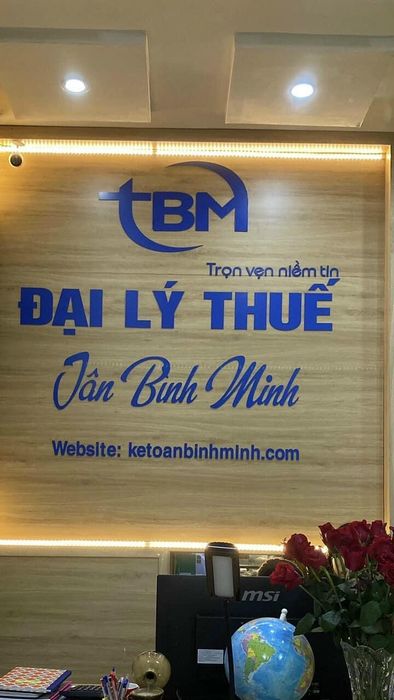 TBM
Trọn vẹn niềm tin
ĐẠI LÝ THUẾ
Tân Bình Minh
Website: ketoanbinhminh.com
msi